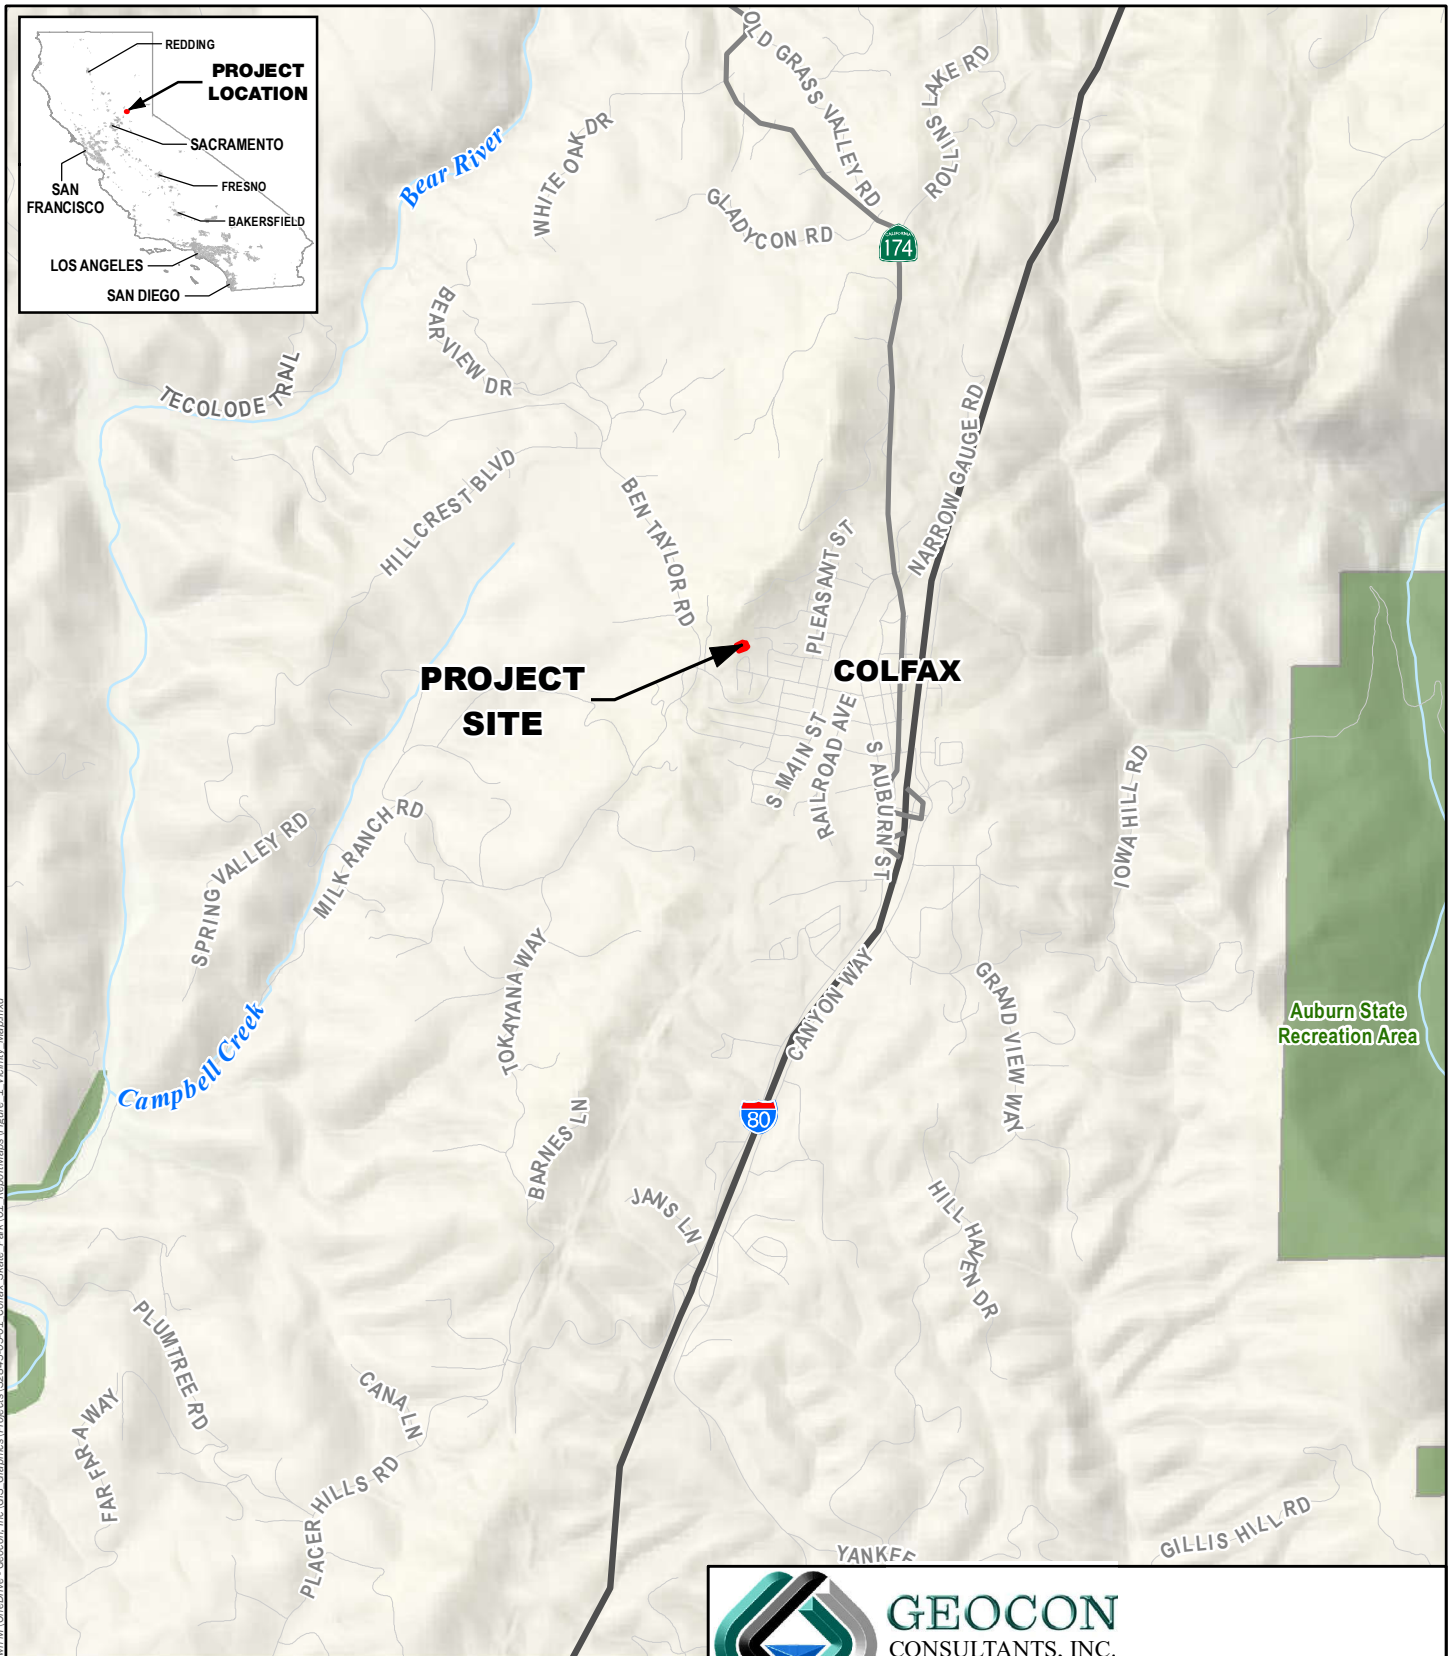 REDDING
PROJECT
LOCATION
SACRAMENTO
SAN
FRANCISCO
FRESNO
BAKERSFIELD
LOS ANGELES
SAN DIEGO
OLD GRASS VALLEY RD
ROLLINS LAKE RD
Bear River
WHITE OAK DR
GLADYCON RD
CALIFORNIA
174
BEARVIEW DR
TECOLODE TRAIL
NARROW GAUGE RD
HILLCREST BLVD
BEN TAYLOR RD
PLEASANT ST
PROJECT
SITE
COLFAX
S MAIN ST
RAILROAD AVE
S AUBURN ST
IOWA HILL RD
SPRING VALLEY RD
MILK RANCH RD
TOKAYANA WAY
CANYON WAY
GRAND VIEW WAY
Auburn State
Recreation Area
Campbell Creek
80
BARNES LN
JANS LN
HILL HAVEN DR
PLUMTREE RD
CANA LN
FAR FAR A WAY
PLACER HILLS RD
GILLIS HILL RD
YANKEE
GEOCON
CONSULTANTS, INC.